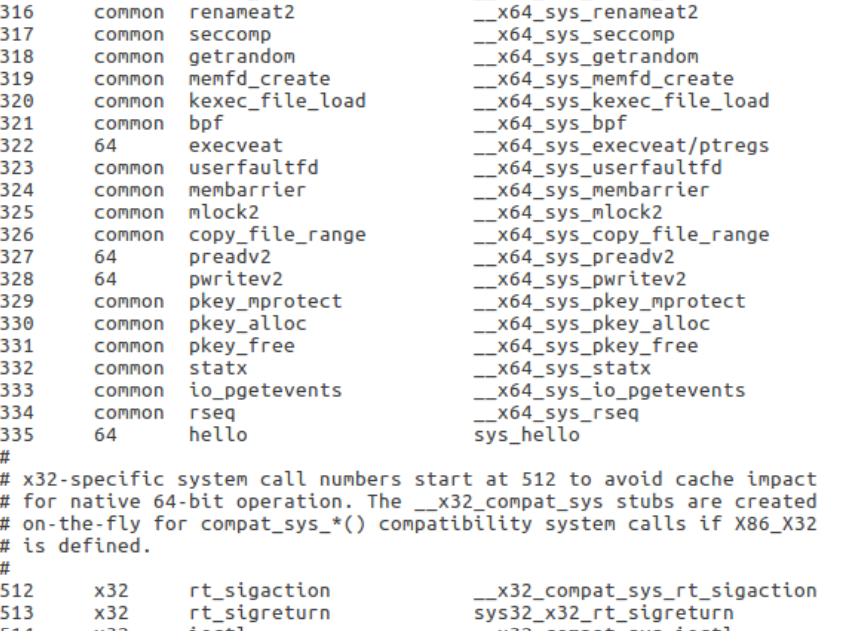 316 common renameat2 __x64_sys_renameat2
317 common seccomp __x64_sys_seccomp
318 common getrandom __x64_sys_getrandom
319 common memfd_create __x64_sys_memfd_create
320 common kexec_file_load __x64_sys_kexec_file_load
321 common bpf __x64_sys_bpf
322 64 execveat __x64_sys_execveat/ptregs
323 common userfaultfd __x64_sys_userfaultfd
324 common membarrier __x64_sys_membarrier
325 common mlock2 __x64_sys_mlock2
326 common copy_file_range __x64_sys_copy_file_range
327 64 preadv2 __x64_sys_preadv2
328 64 pwritev2 __x64_sys_pwritev2
329 common pkey_mprotect __x64_sys_pkey_mprotect
330 common pkey_alloc __x64_sys_pkey_alloc
331 common pkey_free __x64_sys_pkey_free
332 common statx __x64_sys_statx
333 common io_pgetevents __x64_sys_io_pgetevents
334 common rseq __x64_sys_rseq
335 64 hello sys_hello
#
# x32-specific system call numbers start at 512 to avoid cache impact
# for native 64-bit operation. The __x32_compat_sys stubs are created
# on-the-fly for compat_sys_*() compatibility system calls if X86_X32
# is defined.
#
512 x32 rt_sigaction __x32_compat_sys_rt_sigaction
513 x32 rt_sigreturn sys32_x32_rt_sigreturn